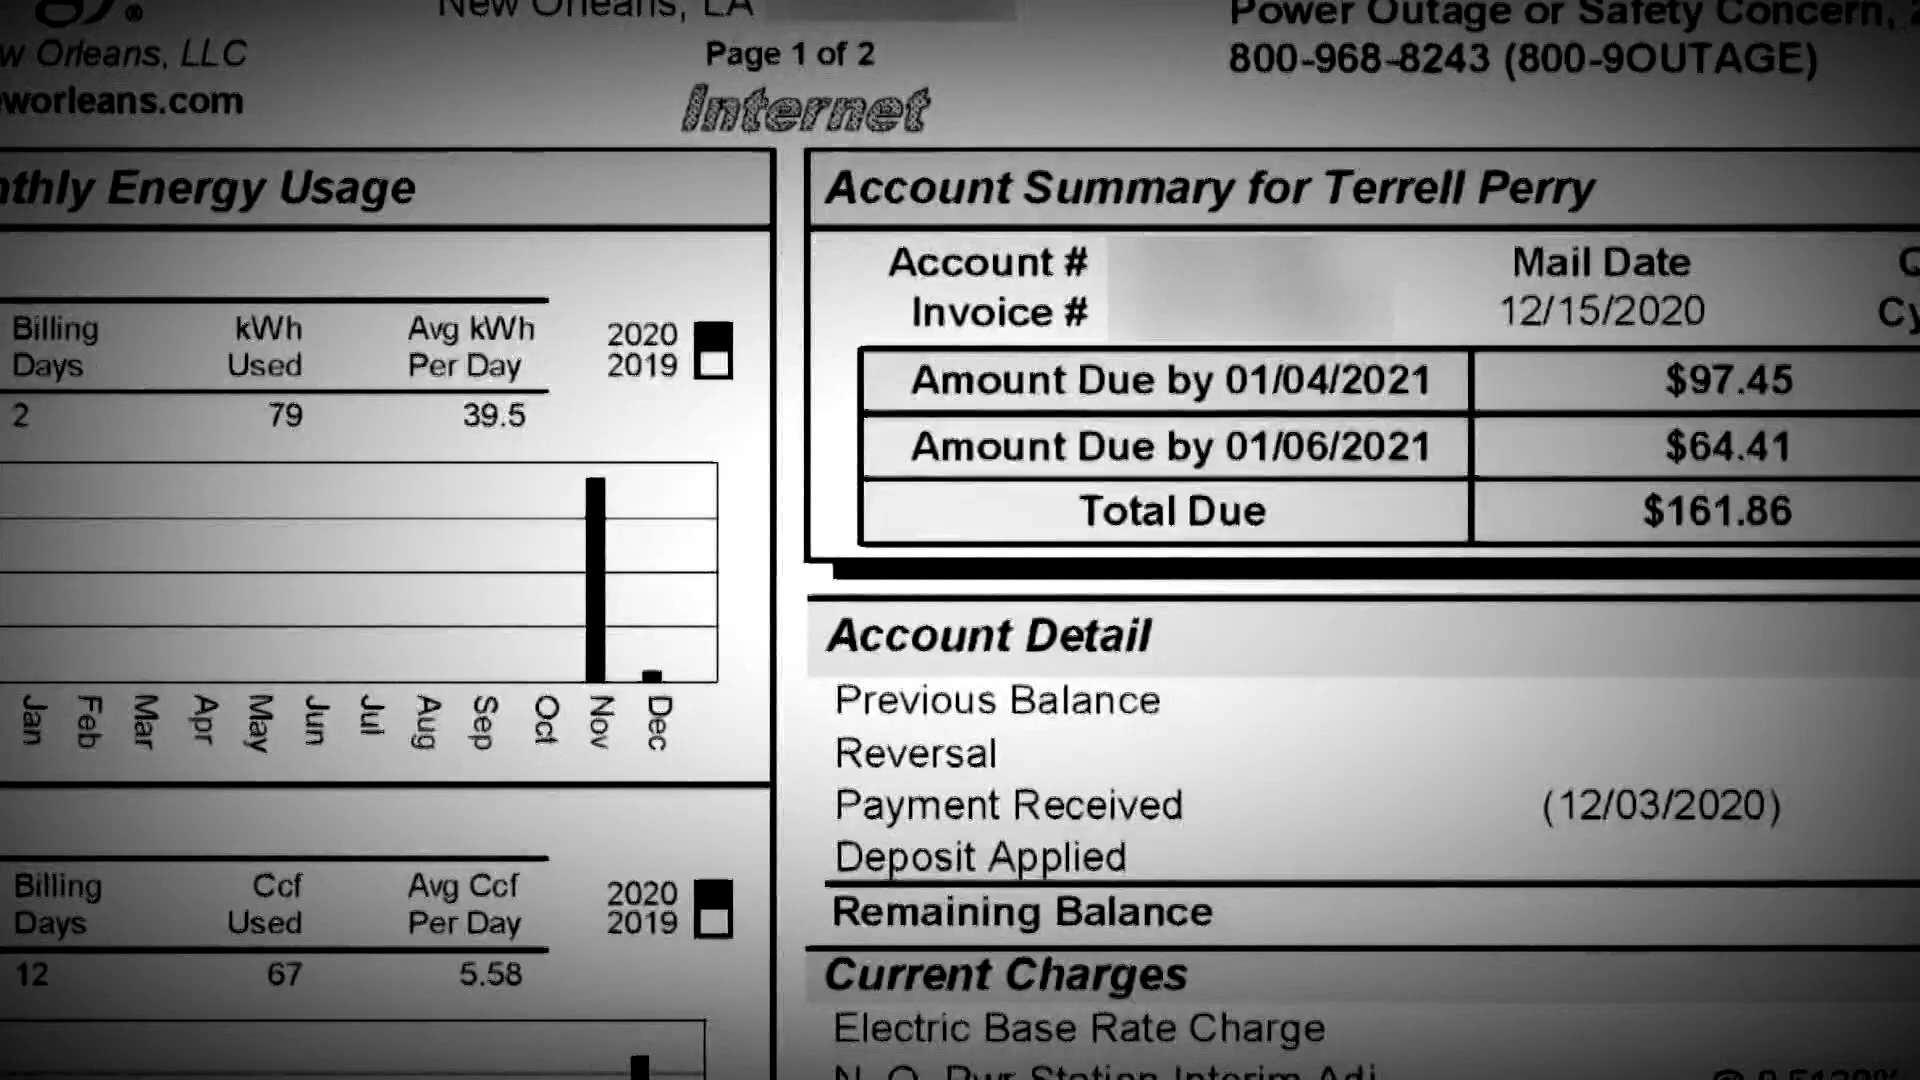 New Orleans, LA
Power Outage or Safety Concern,
w Orleans, LLC
Page 1 of 2
800-968-8243 (800-9OUTAGE)
worleans.com
Internet
nthly Energy Usage
Account Summary for Terrell Perry
Account #
Mail Date
Invoice #
12/15/2020
Cy
Billing kWh Avg kWh 2020
Days Used Per Day 2019
2 79 39.5
Amount Due by 01/04/2021 $97.45
Amount Due by 01/06/2021 $64.41
Total Due $161.86
Jan Feb Mar Apr May Jun Jul Aug Sep Oct Nov Dec
Account Detail
Previous Balance
Reversal
Payment Received (12/03/2020)
Deposit Applied
Remaining Balance
Billing Ccf Avg Ccf 2020
Days Used Per Day 2019
12 67 5.58
Current Charges
Electric Base Rate Charge
N. O. Pwr Station Interim Adj